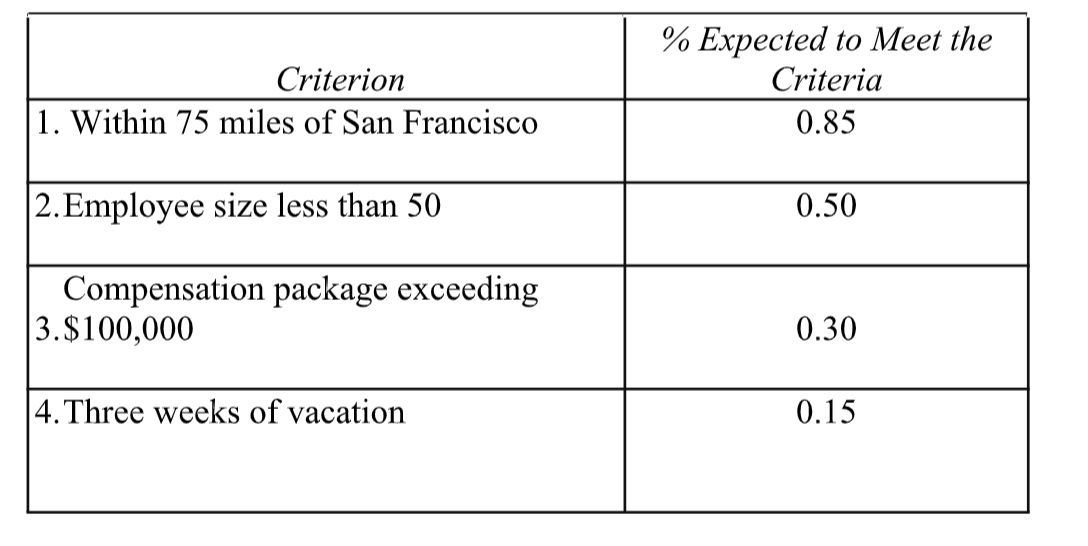 Criterion
% Expected to Meet the
Criteria
1. Within 75 miles of San Francisco
0.85
2. Employee size less than 50
0.50
Compensation package exceeding
3. $100,000
0.30
4. Three weeks of vacation
0.15